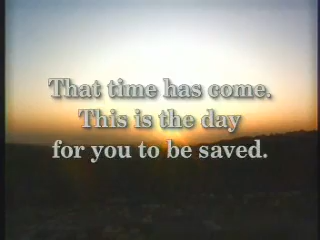 That time has come.
This is the day
for you to be saved.